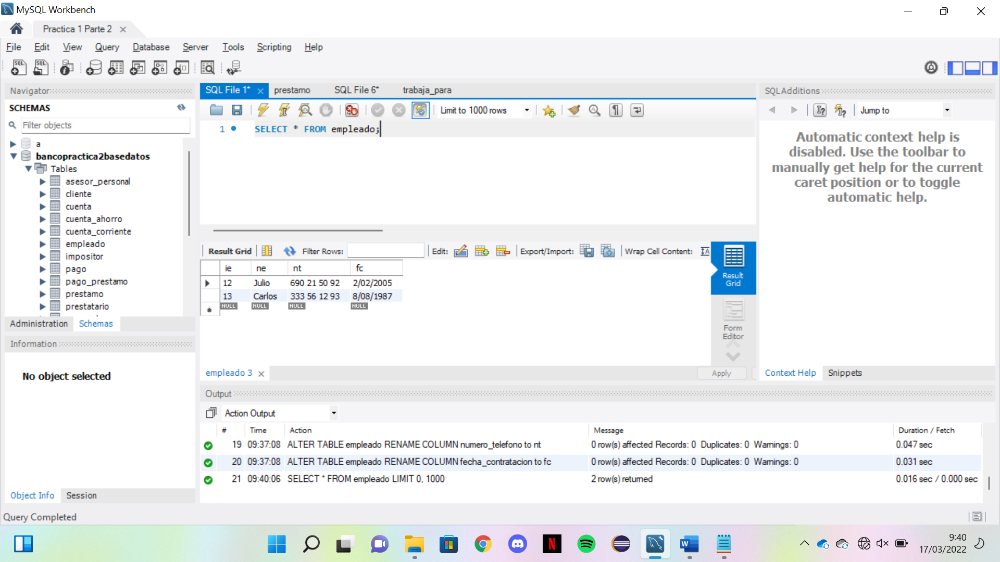 MySQL Workbench
Practica 1 Parte 2
File Edit View Query Database Server Tools Scripting Help
Navigator
SCHEMAS
Filter objects
a
bancopractica2basedatos
Tables
asesor_personal
cliente
cuenta
cuenta_ahorro
cuenta_corriente
empleado
impositor
pago
pago_prestamo
prestamo
prestatario
Administration Schemas
Information
No object selected
Object Info Session
SQL File 1* prestamo SQL File 6* trabaja_para
Limit to 1000 rows
1 SELECT * FROM empleado;
Result Grid Filter Rows: Edit: Export/Import: Wrap Cell Content:
ie ne nt fc
12 Julio 690 21 50 92 2/02/2005
13 Carlos 333 56 12 93 8/08/1987
NULL NULL NULL NULL
Result Grid
Form Editor
empleado 3
Apply
SQLAdditions
Jump to
Automatic context help is
disabled. Use the toolbar to
manually get help for the current
caret position or to toggle
automatic help.
Context Help Snippets
Output
Action Output
# Time Action Message Duration / Fetch
19 09:37:08 ALTER TABLE empleado RENAME COLUMN numero_telefono to nt 0 row(s) affected Records: 0 Duplicates: 0 Warnings: 0 0.047 sec
20 09:37:08 ALTER TABLE empleado RENAME COLUMN fecha_contratacion to fc 0 row(s) affected Records: 0 Duplicates: 0 Warnings: 0 0.031 sec
21 09:40:06 SELECT * FROM empleado LIMIT 0, 1000 2 row(s) returned 0.016 sec / 0.000 sec
Query Completed
9:40
17/03/2022